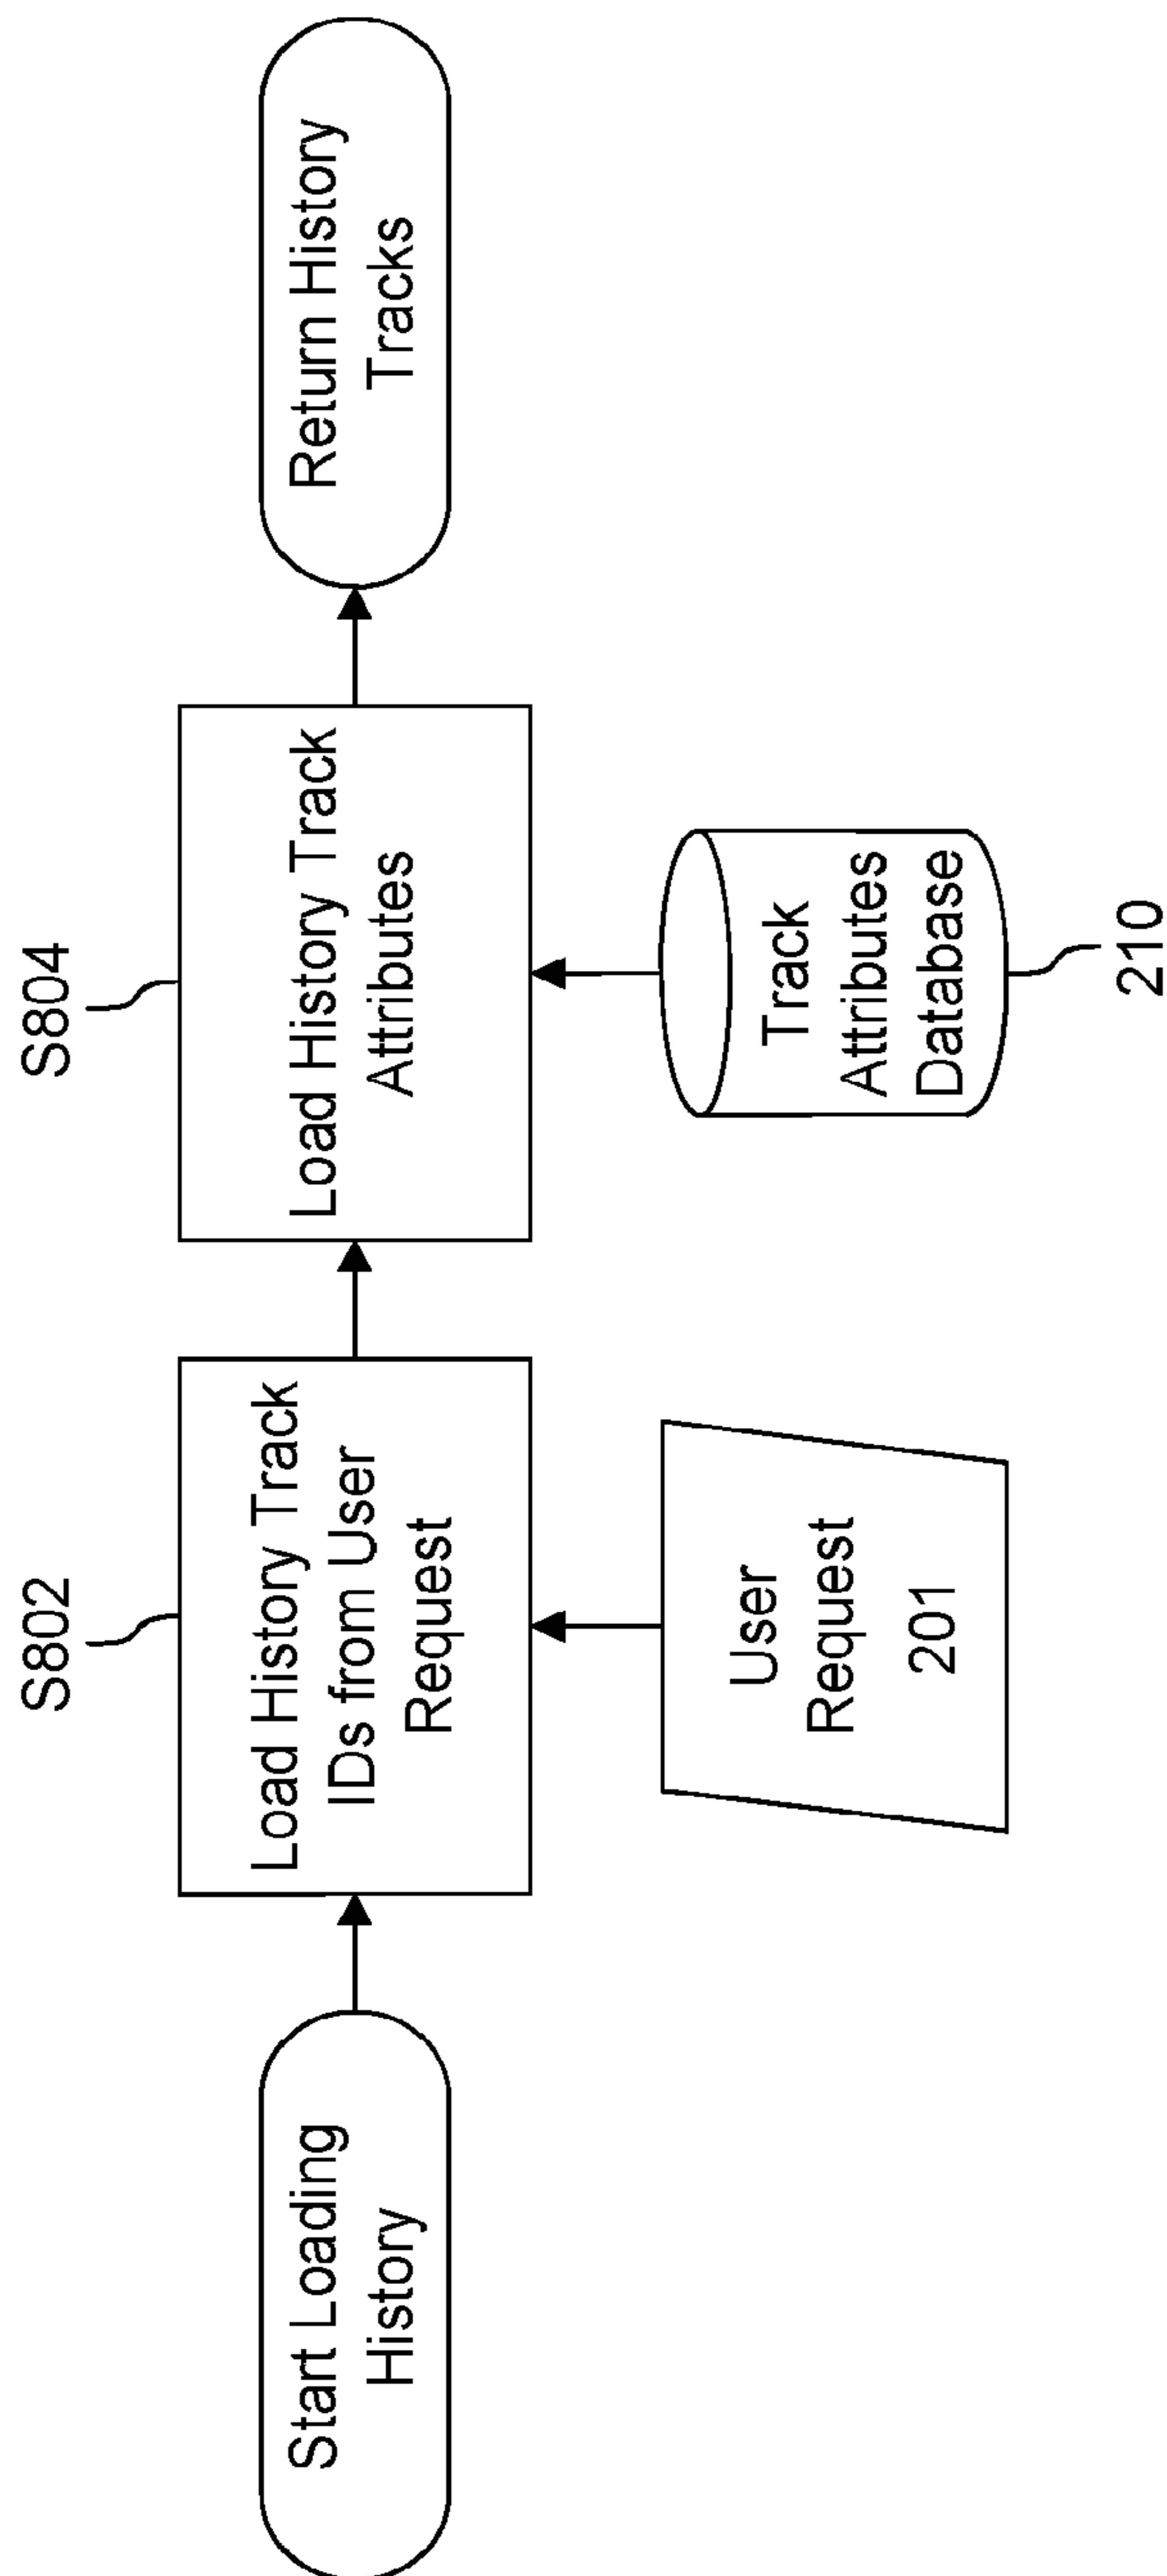 S802
S804
Start Loading
History
Load History Track
IDs from User
Request
Load History Track
Attributes
Return History
Tracks
User
Request
201
Track
Attributes
Database
210